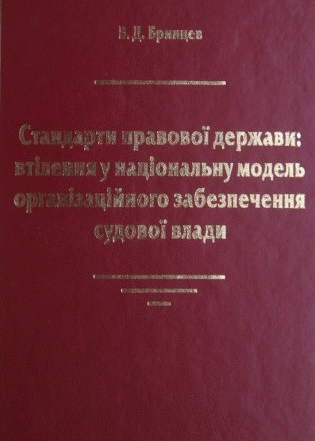 В. Д. Бринцев
Стандарти правової держави:
втілення у національну модель
організаційного забезпечення
судової влади